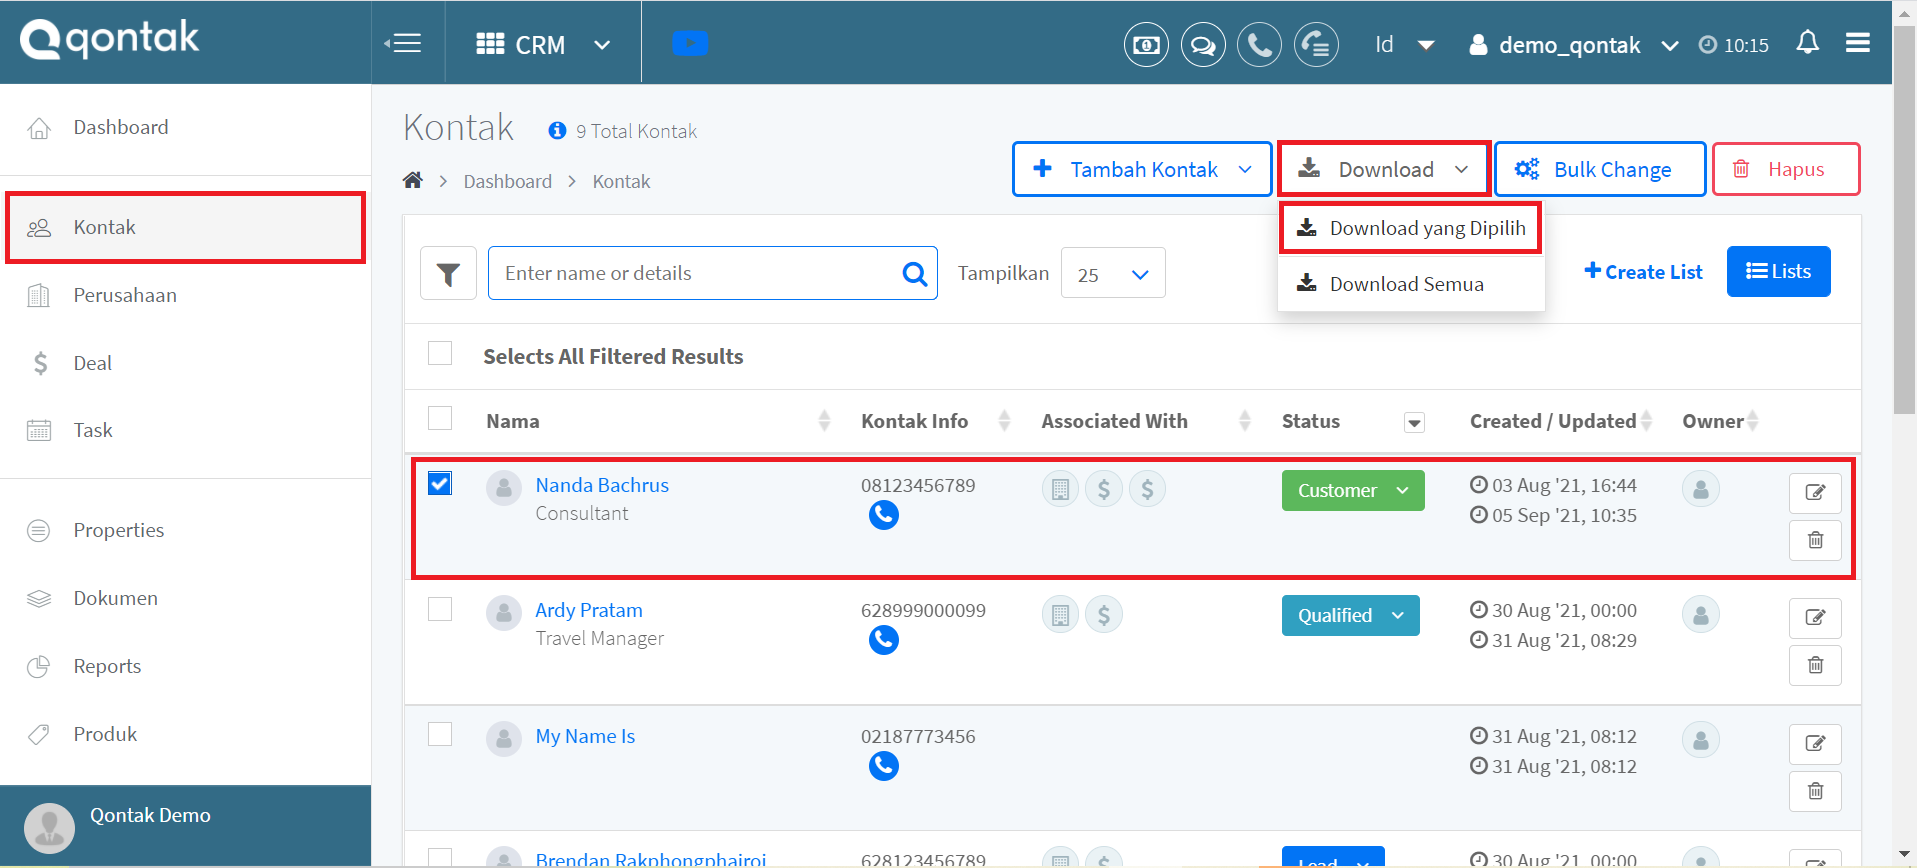 qontak
CRM
Id
demo_qontak
10:15
Dashboard
Kontak
Perusahaan
Deal
Task
Properties
Dokumen
Reports
Produk
Qontak Demo
Kontak
9 Total Kontak
Dashboard > Kontak
Tambah Kontak
Download
Bulk Change
Hapus
Download yang Dipilih
Download Semua
Enter name or details
Tampilkan
25
Create List
Lists
Selects All Filtered Results
Nama
Kontak Info
Associated With
Status
Created / Updated
Owner
Nanda Bachrus
Consultant
08123456789
Customer
03 Aug '21, 16:44
05 Sep '21, 10:35
Ardy Pratam
Travel Manager
628999000099
Qualified
30 Aug '21, 00:00
31 Aug '21, 08:29
My Name Is
02187773456
31 Aug '21, 08:12
31 Aug '21, 08:12
Brendan Rakphongphairoj
628123456789
Lead
30 Aug '21, 00:00